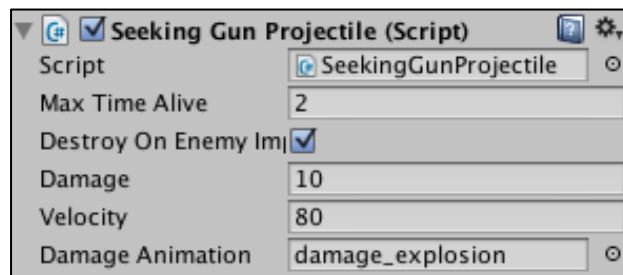 Seeking Gun Projectile (Script)
Script SeekingGunProjectile
Max Time Alive 2
Destroy On Enemy Im
Damage 10
Velocity 80
Damage Animation damage_explosion